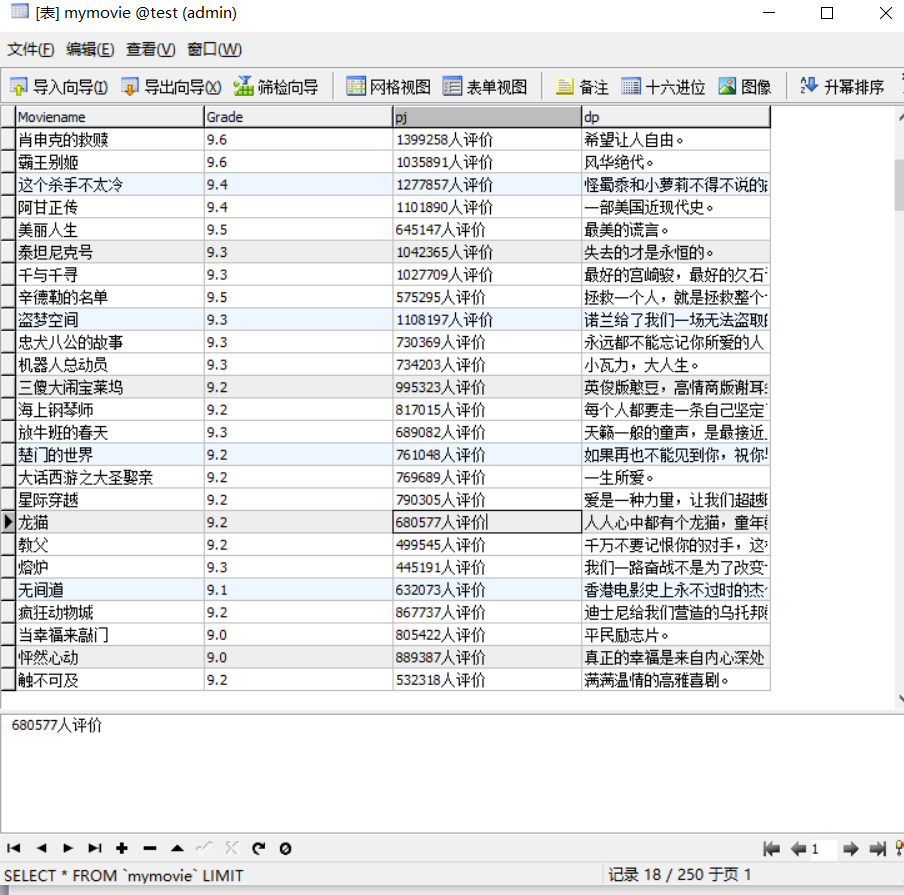 [表] mymovie @test (admin)
文件(F) 编辑(E) 查看(V) 窗口(W)
导入向导(I) 导出向导(X) 筛检向导 网格视图 表单视图 备注 十六进位 图像 升幂排序
Moviename Grade pj dp
肖申克的救赎 9.6 1399258人评价 希望让人自由。
霸王别姬 9.6 1035891人评价 风华绝代。
这个杀手不太冷 9.4 1277857人评价 怪蜀黍和小萝莉不得不说的
阿甘正传 9.4 1101890人评价 一部美国近现代史。
美丽人生 9.5 645147人评价 最美的谎言。
泰坦尼克号 9.3 1042365人评价 失去的才是永恒的。
千与千寻 9.3 1027709人评价 最好的宫崎骏，最好的久石
辛德勒的名单 9.5 575295人评价 拯救一个人，就是拯救整个
盗梦空间 9.3 1108197人评价 诺兰给了我们一场无法盗取
忠犬八公的故事 9.3 730369人评价 永远都不能忘记你所爱的人
机器人总动员 9.3 734203人评价 小瓦力，大人生。
三傻大闹宝莱坞 9.2 995323人评价 英俊版憨豆，高情商版谢耳
海上钢琴师 9.2 817015人评价 每个人都要走一条自己坚定
放牛班的春天 9.3 689082人评价 天籁一般的童声，是最接近
楚门的世界 9.2 761048人评价 如果再也不能见到你，祝你
大话西游之大圣娶亲 9.2 769689人评价 一生所爱。
星际穿越 9.2 790305人评价 爱是一种力量，让我们超越
龙猫 9.2 680577人评价 人人心中都有个龙猫，童年
教父 9.2 499545人评价 千万不要记恨你的对手，这
熔炉 9.3 445191人评价 我们一路奋战不是为了改变
无间道 9.1 632073人评价 香港电影史上永不过时的杰
疯狂动物城 9.2 867737人评价 迪士尼给我们营造的乌托邦
当幸福来敲门 9.0 805422人评价 平民励志片。
怦然心动 9.0 889387人评价 真正的幸福是来自内心深处
触不可及 9.2 532318人评价 满满温情的高雅喜剧。
680577人评价
1
SELECT * FROM `mymovie` LIMIT 记录 18 / 250 于页 1